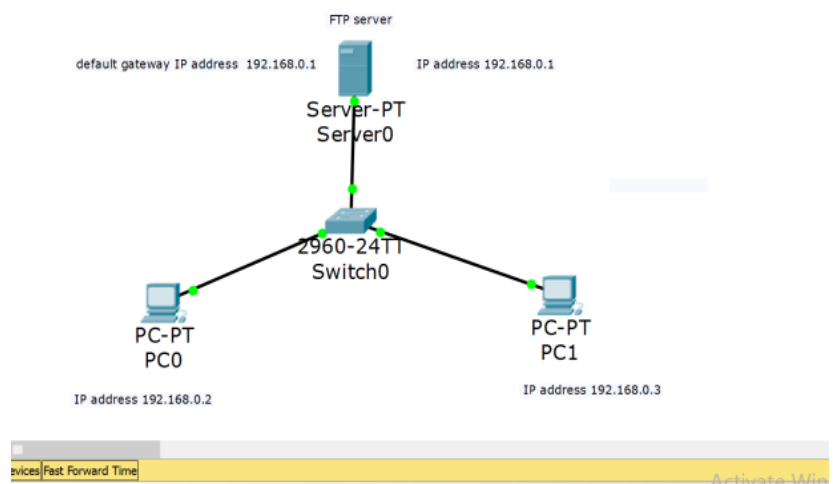 FTP server
default gateway IP address 192.168.0.1
IP address 192.168.0.1
Server-PT
Server0
2960-24TT
Switch0
PC-PT
PC0
PC-PT
PC1
IP address 192.168.0.2
IP address 192.168.0.3
Fast Forward Time
Activate